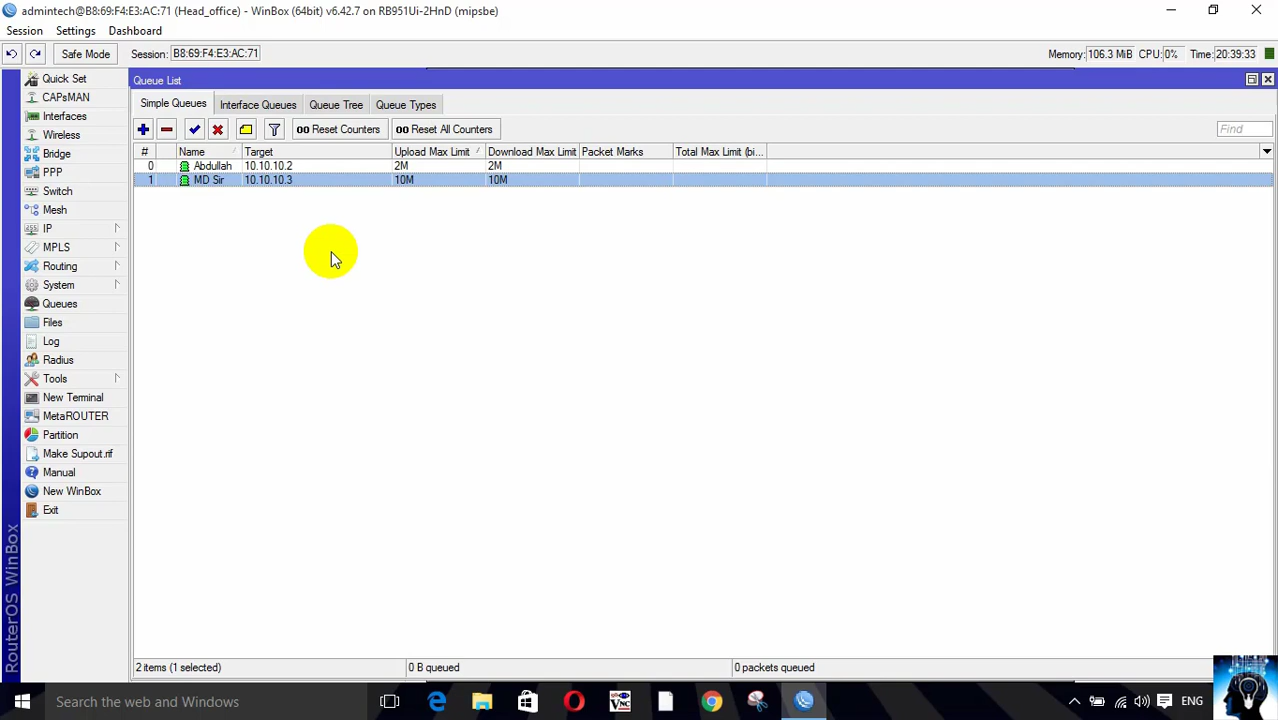 admintech@B8:69:F4:E3:AC:71 (Head_office) - WinBox (64bit) v6.42.7 on RB951Ui-2HnD (mipsbe)
Session Settings Dashboard
Safe Mode Session: B8:69:F4:E3:AC:71 Memory: 106.3 MiB CPU: 0% Time: 20:39:33
Queue List
Simple Queues Interface Queues Queue Tree Queue Types
00 Reset Counters 00 Reset All Counters Find
# Name Target Upload Max Limit Download Max Limit Packet Marks Total Max Limit (bi...
0 Abdullah 10.10.10.2 2M 2M
1 MD Sir 10.10.10.3 10M 10M
Quick Set
CAPsMAN
Interfaces
Wireless
Bridge
PPP
Switch
Mesh
IP
MPLS
Routing
System
Queues
Files
Log
Radius
Tools
New Terminal
MetaROUTER
Partition
Make Supout.rif
Manual
New WinBox
Exit
RouterOS WinBox
2 items (1 selected) 0 B queued 0 packets queued
Search the web and Windows ENG